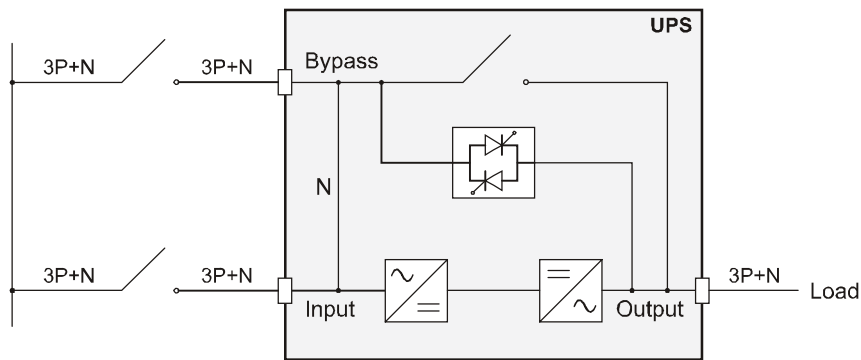 UPS
3P+N
3P+N
Bypass
N
3P+N
3P+N
Input
Output
3P+N
Load